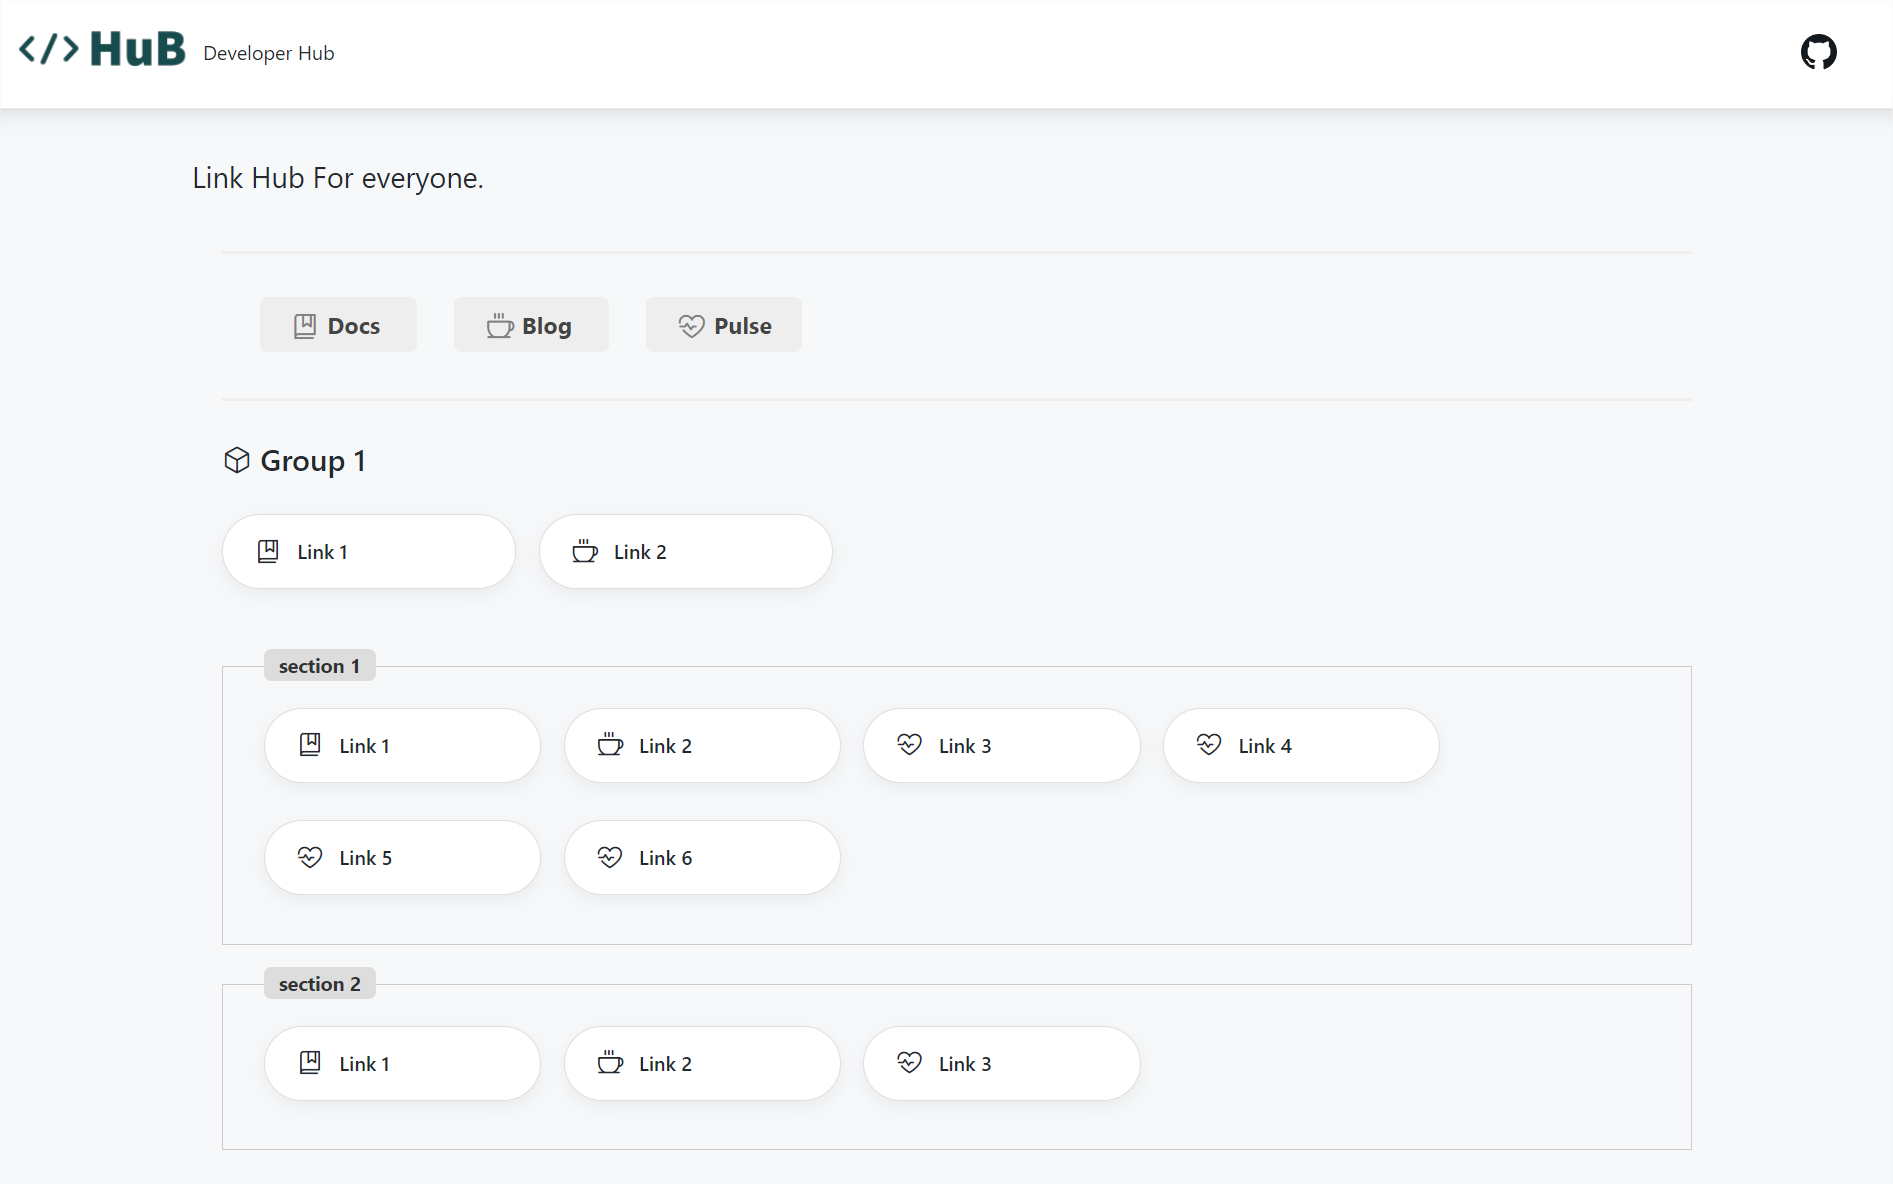 </> HuB Developer Hub
Link Hub For everyone.
Docs Blog Pulse
Group 1
Link 1 Link 2
section 1
Link 1 Link 2 Link 3 Link 4
Link 5 Link 6
section 2
Link 1 Link 2 Link 3